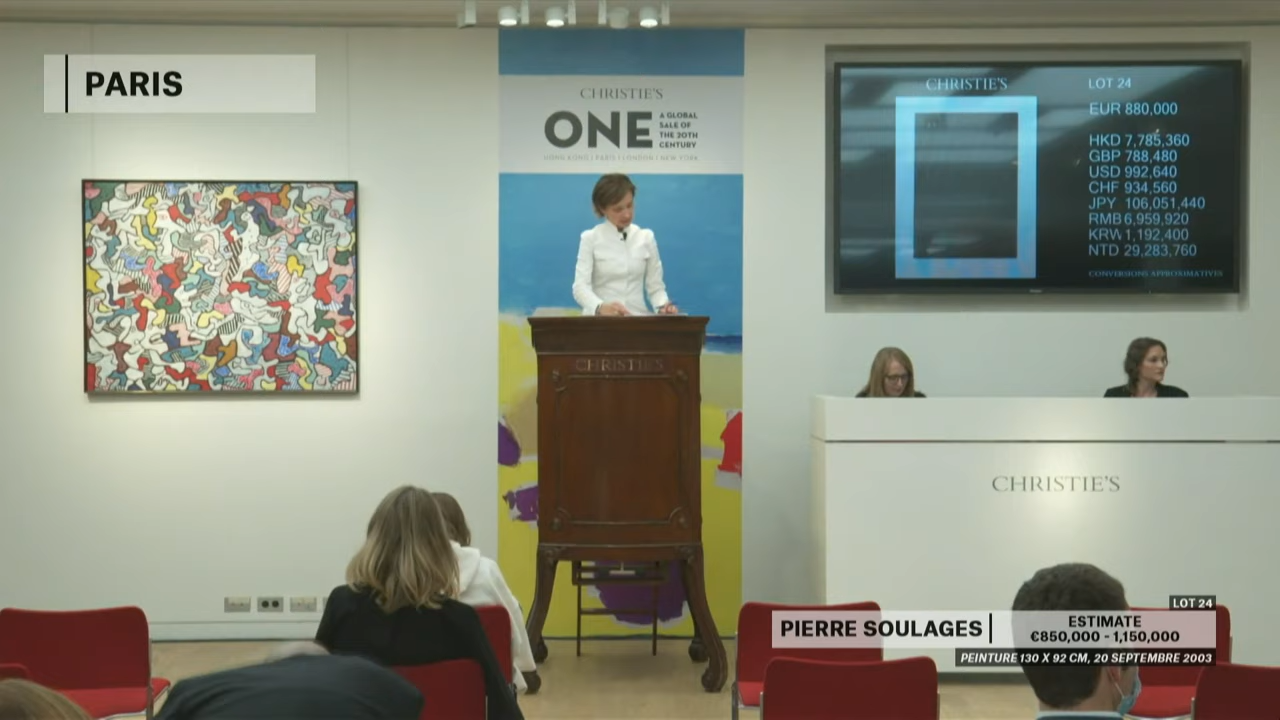 PARIS
CHRISTIE'S
ONE
A GLOBAL
SALE OF
THE 20TH
CENTURY
HONG KONG | PARIS | LONDON | NEW YORK
CHRISTIE'S
LOT 24
EUR 880,000
HKD 7,785,360
GBP 788,480
USD 992,640
CHF 934,560
JPY 106,051,440
RMB 6,959,920
KRW 1,192,400
NTD 29,283,760
CONVERSIONS APPROXIMATIVES
CHRISTIE'S
CHRISTIE'S
LOT 24
PIERRE SOULAGES
ESTIMATE
€850,000 - 1,150,000
PEINTURE 130 X 92 CM, 20 SEPTEMBRE 2003